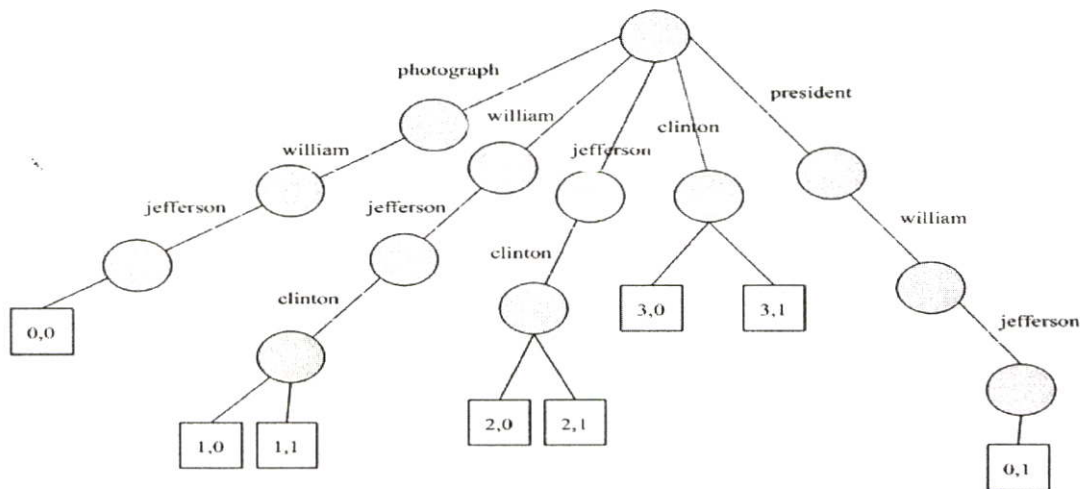 photograph
president
william
clinton
william
jefferson
william
jefferson
jefferson
clinton
clinton
jefferson
0,0
3,0
3,1
1,0
1,1
2,0
2,1
0,1